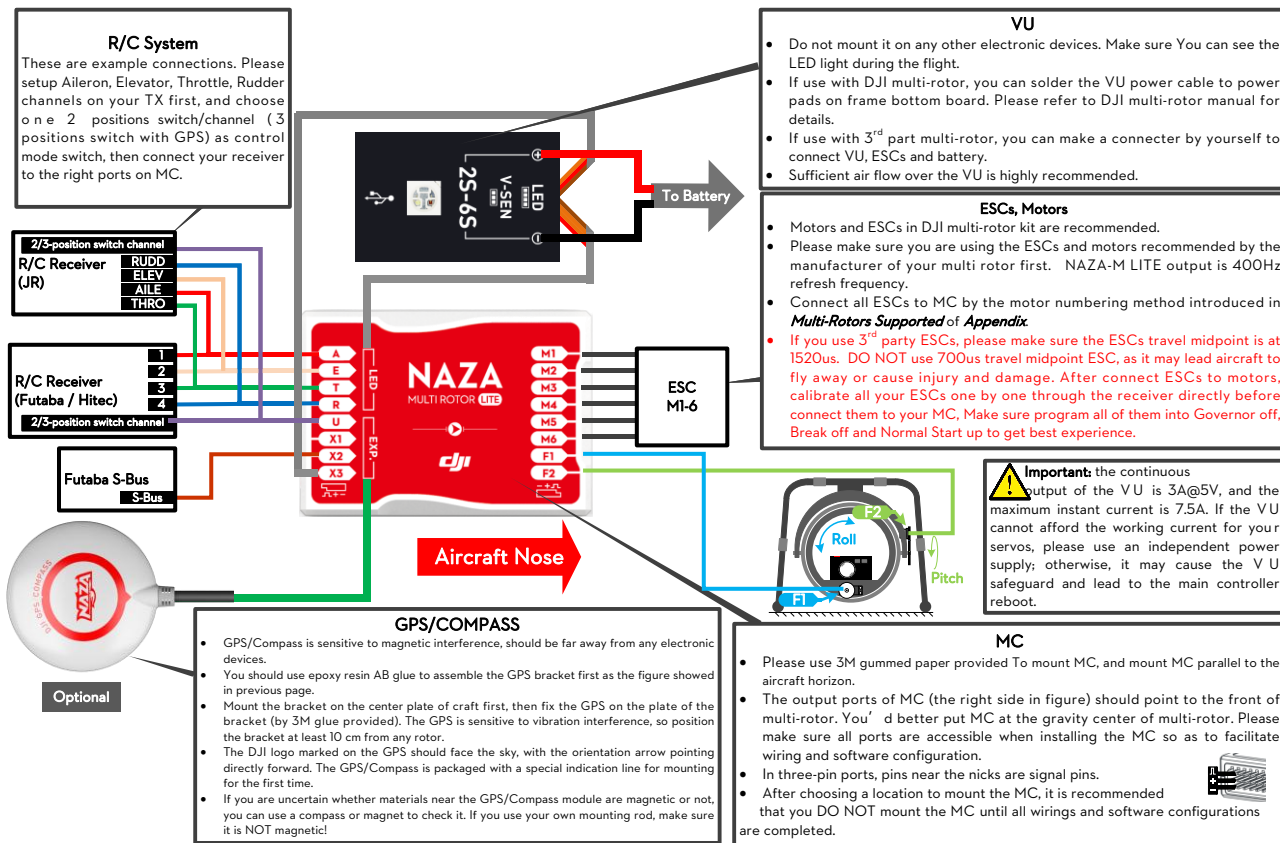 R/C System
These are example connections. Please
setup Aileron, Elevator, Throttle, Rudder
channels on your TX first, and choose
one 2 positions switch/channel (3
positions switch with GPS) as control
mode switch, then connect your receiver
to the right ports on MC.
2/3-position switch channel
R/C Receiver
(JR)
RUDD
ELEV
AILE
THRO
R/C Receiver
(Futaba / Hitec)
1
2
3
4
2/3-position switch channel
Futaba S-Bus
S-Bus
DJI GPS COMPASS
NAZA
Optional
2S-6S
V-SEN
LED
To Battery
A
E
T
R
U
X1
X2
X3
LED
EXP.
NAZA
MULTI ROTOR LITE
dji
M1
M2
M3
M4
M5
M6
F1
F2
ESC
M1-6
Aircraft Nose
F2
Roll
Pitch
F1
VU
• Do not mount it on any other electronic devices. Make sure You can see the
LED light during the flight.
• If use with DJI multi-rotor, you can solder the VU power cable to power
pads on frame bottom board. Please refer to DJI multi-rotor manual for
details.
• If use with 3rd part multi-rotor, you can make a connecter by yourself to
connect VU, ESCs and battery.
• Sufficient air flow over the VU is highly recommended.
ESCs, Motors
• Motors and ESCs in DJI multi-rotor kit are recommended.
• Please make sure you are using the ESCs and motors recommended by the
manufacturer of your multi rotor first. NAZA-M LITE output is 400Hz
refresh frequency.
• Connect all ESCs to MC by the motor numbering method introduced in
Multi-Rotors Supported of Appendix.
• If you use 3rd party ESCs, please make sure the ESCs travel midpoint is at
1520us. DO NOT use 700us travel midpoint ESC, as it may lead aircraft to
fly away or cause injury and damage. After connect ESCs to motors,
calibrate all your ESCs one by one through the receiver directly before
connect them to your MC, Make sure program all of them into Governor off,
Break off and Normal Start up to get best experience.
Important: the continuous
output of the VU is 3A@5V, and the
maximum instant current is 7.5A. If the VU
cannot afford the working current for your
servos, please use an independent power
supply; otherwise, it may cause the VU
safeguard and lead to the main controller
reboot.
GPS/COMPASS
• GPS/Compass is sensitive to magnetic interference, should be far away from any electronic
devices.
• You should use epoxy resin AB glue to assemble the GPS bracket first as the figure showed
in previous page.
• Mount the bracket on the center plate of craft first, then fix the GPS on the plate of the
bracket (by 3M glue provided). The GPS is sensitive to vibration interference, so position
the bracket at least 10 cm from any rotor.
• The DJI logo marked on the GPS should face the sky, with the orientation arrow pointing
directly forward. The GPS/Compass is packaged with a special indication line for mounting
for the first time.
• If you are uncertain whether materials near the GPS/Compass module are magnetic or not,
you can use a compass or magnet to check it. If you use your own mounting rod, make sure
it is NOT magnetic!
MC
• Please use 3M gummed paper provided To mount MC, and mount MC parallel to the
aircraft horizon.
• The output ports of MC (the right side in figure) should point to the front of
multi-rotor. You' d better put MC at the gravity center of multi-rotor. Please
make sure all ports are accessible when installing the MC so as to facilitate
wiring and software configuration.
• In three-pin ports, pins near the nicks are signal pins.
• After choosing a location to mount the MC, it is recommended
that you DO NOT mount the MC until all wirings and software configurations
are completed.